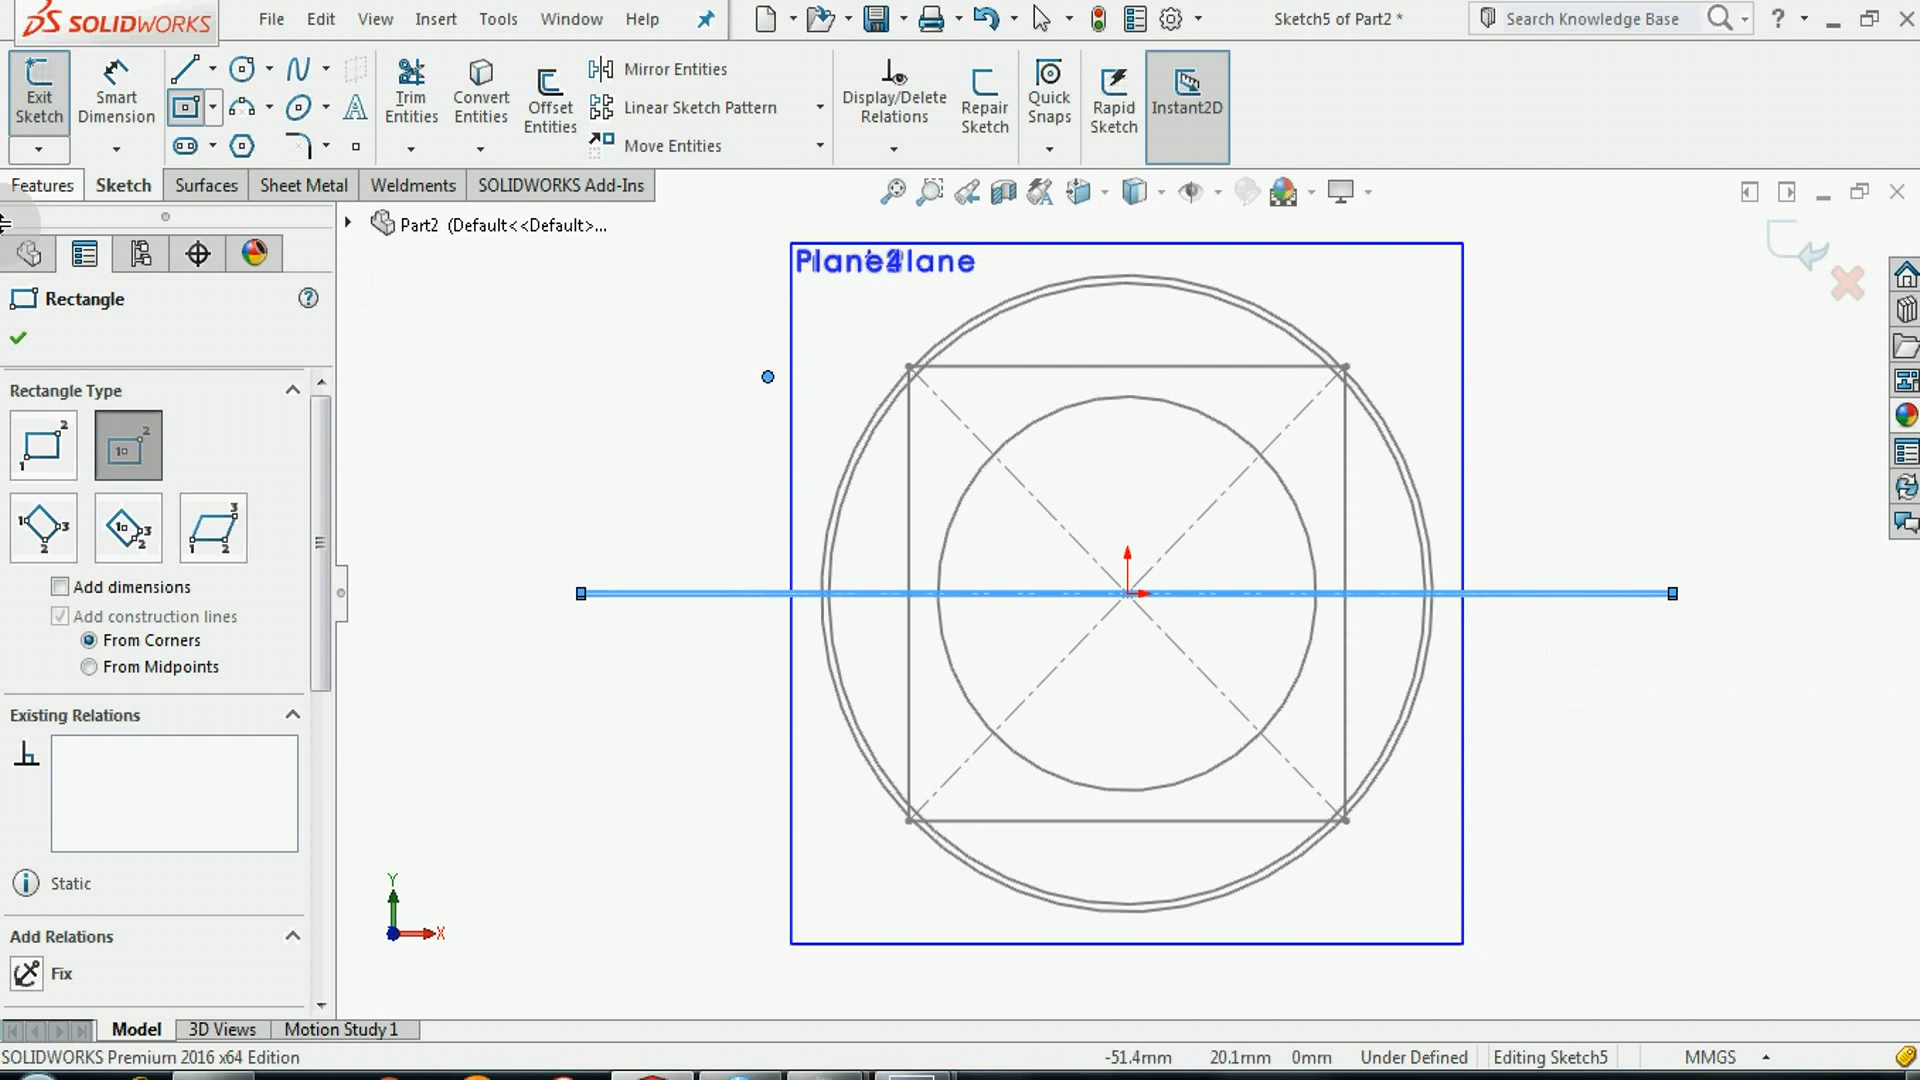 SOLIDWORKS
File Edit View Insert Tools Window Help
Sketch5 of Part2 *
Search Knowledge Base
Exit Sketch
Smart Dimension
Trim Entities
Convert Entities
Offset Entities
Mirror Entities
Linear Sketch Pattern
Move Entities
Display/Delete Relations
Repair Sketch
Quick Snaps
Rapid Sketch
Instant2D
Features Sketch Surfaces Sheet Metal Weldments SOLIDWORKS Add-Ins
Part2 (Default<<Default>...
Rectangle
Rectangle Type
Add dimensions
Add construction lines
From Corners
From Midpoints
Existing Relations
Static
Add Relations
Fix
Y
X
Model 3D Views Motion Study 1
SOLIDWORKS Premium 2016 x64 Edition
-51.4mm 20.1mm 0mm Under Defined Editing Sketch5 MMGS